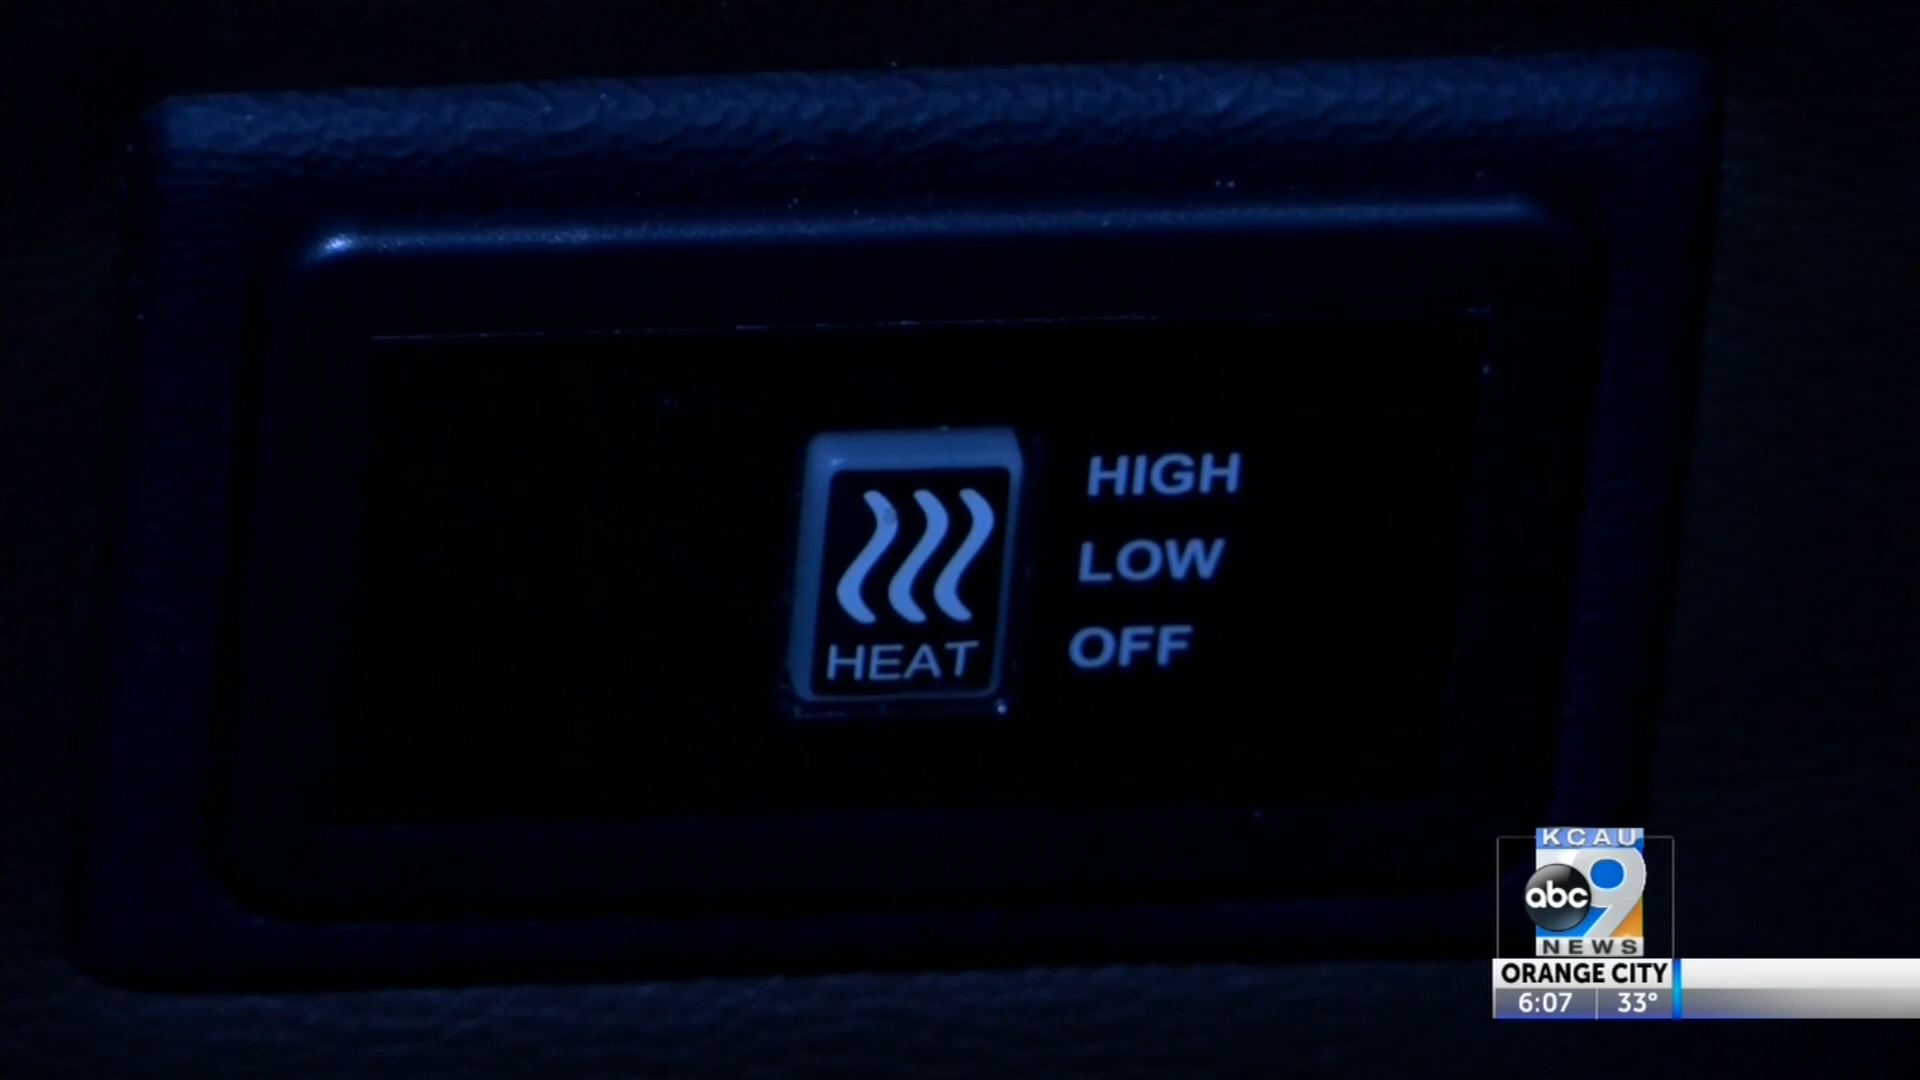 HIGH
LOW
OFF
HEAT
KCAU
abc 9
NEWS
ORANGE CITY
6:07 33°